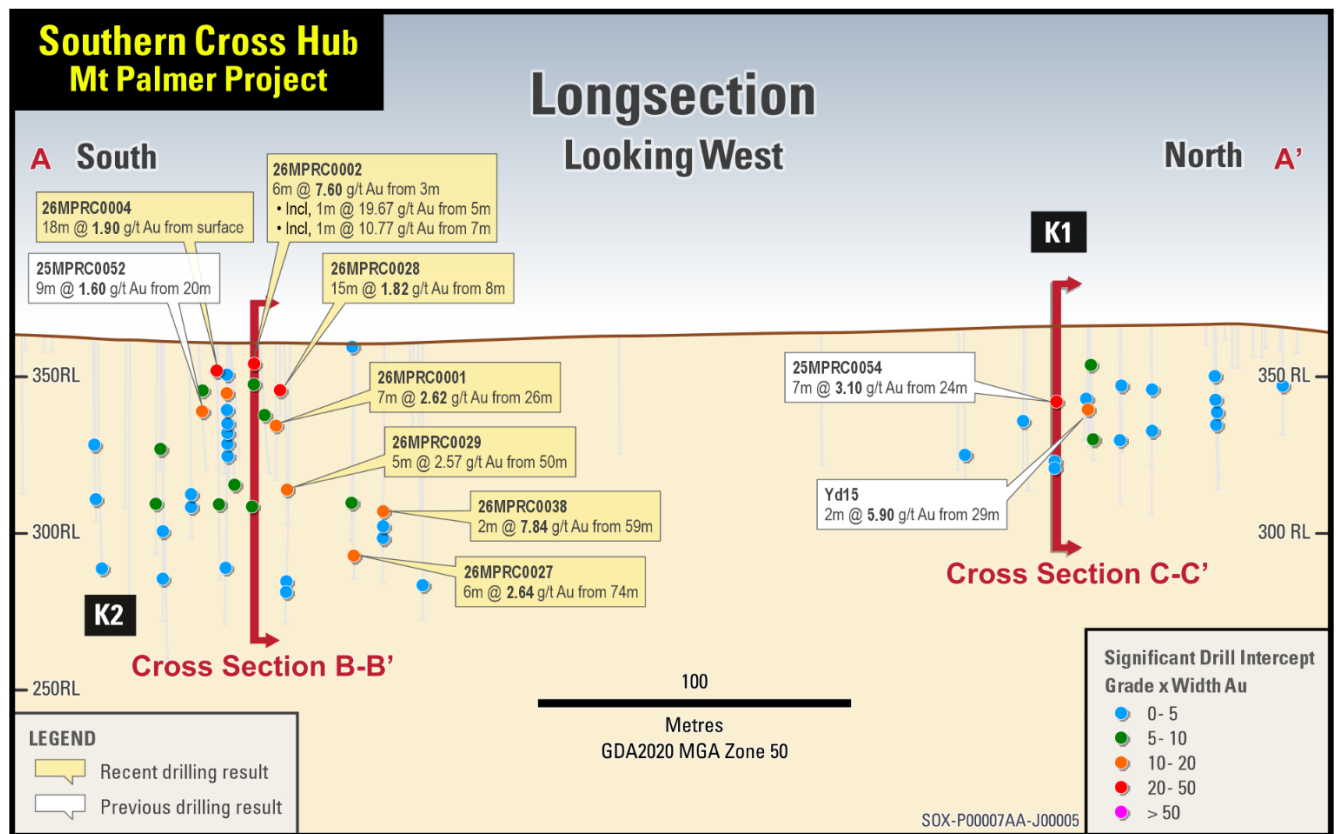 Southern Cross Hub
Mt Palmer Project
Longsection
Looking West
A South
North A'
26MPRC0002
6m @ 7.60 g/t Au from 3m
• Incl, 1m @ 19.67 g/t Au from 5m
• Incl, 1m @ 10.77 g/t Au from 7m
26MPRC0004
18m @ 1.90 g/t Au from surface
25MPRC0052
9m @ 1.60 g/t Au from 20m
26MPRC0028
15m @ 1.82 g/t Au from 8m
K1
350RL
350 RL
26MPRC0001
7m @ 2.62 g/t Au from 26m
25MPRC0054
7m @ 3.10 g/t Au from 24m
26MPRC0029
5m @ 2.57 g/t Au from 50m
Yd15
2m @ 5.90 g/t Au from 29m
300RL
300 RL
26MPRC0038
2m @ 7.84 g/t Au from 59m
26MPRC0027
6m @ 2.64 g/t Au from 74m
Cross Section C-C'
K2
Cross Section B-B'
250RL
100
Metres
GDA2020 MGA Zone 50
LEGEND
Recent drilling result
Previous drilling result
Significant Drill Intercept
Grade x Width Au
0- 5
5- 10
10- 20
20- 50
> 50
SOX-P00007AA-J00005